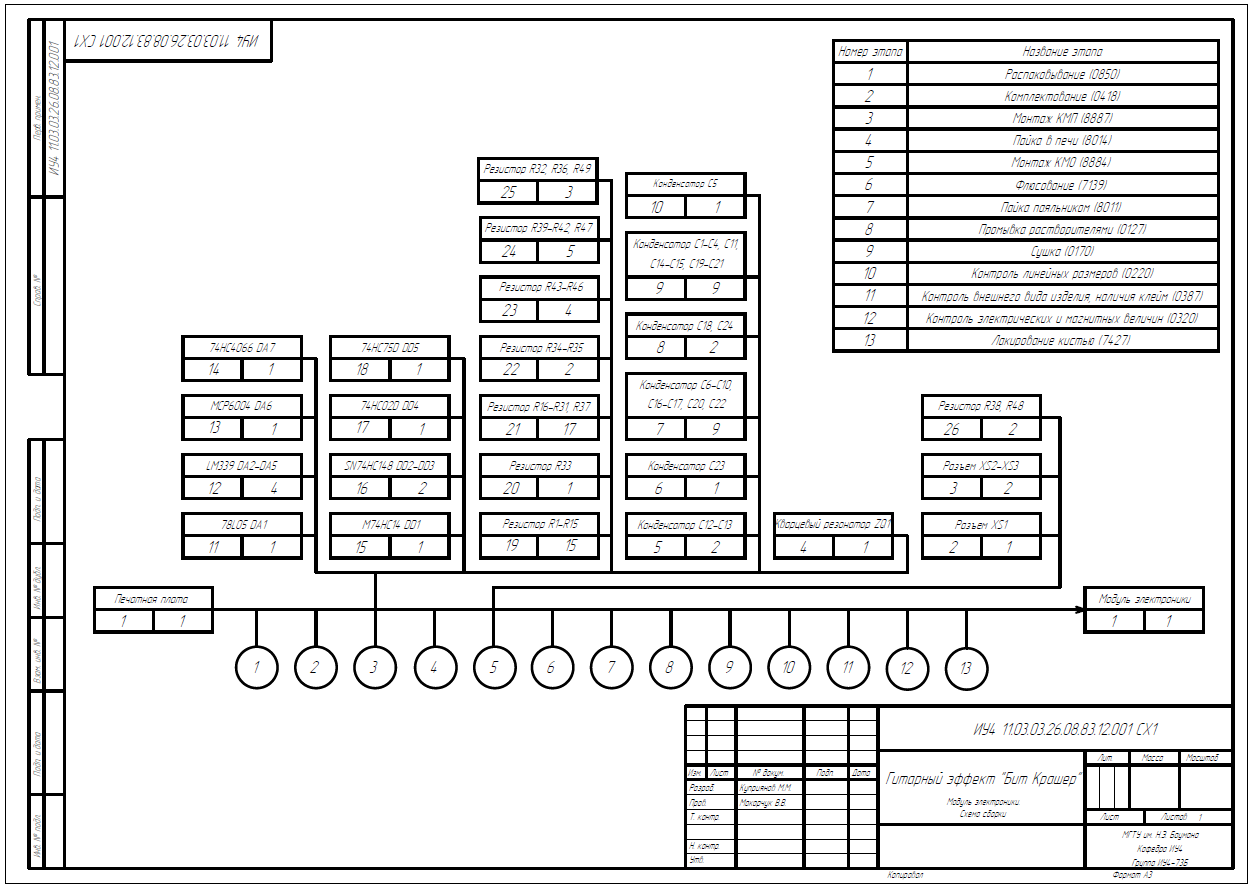 ИУ4 11.03.03.26.08.83.12.001 СХ1
Перв. примен.
ИУ4 11.03.03.26.08.83.12.001
Справ. №
Подп. и дата
Инв. № дубл.
Взам. инв. №
Подп. и дата
Инв. № подл.
Номер этапа Название этапа
1 Распаковывание (0850)
2 Комплектование (0418)
3 Монтаж КМП (8887)
4 Пайка в печи (8014)
5 Монтаж КМО (8884)
6 Флюсование (7139)
7 Пайка паяльником (8011)
8 Промывка растворителями (0127)
9 Сушка (0170)
10 Контроль линейных размеров (0220)
11 Контроль внешнего вида изделия, наличия клейм (0387)
12 Контроль электрических и магнитных величин (0320)
13 Лакирование кистью (7427)
74HC4066 DA7
14 1
MCP6004 DA6
13 1
LM339 DA2-DA5
12 4
78L05 DA1
11 1
74HC75D DD5
18 1
74HC02D DD4
17 1
SN74HC148 DD2-DD3
16 2
M74HC14 DD1
15 1
Резистор R32, R36, R49
25 3
Резистор R39-R42, R47
24 5
Резистор R43-R46
23 4
Резистор R34-R35
22 2
Резистор R16-R31, R37
21 17
Резистор R33
20 1
Резистор R1-R15
19 15
Конденсатор C5
10 1
Конденсатор C1-C4, C11,
C14-C15, C19-C21
9 9
Конденсатор C18, C24
8 2
Конденсатор C6-C10,
C16-C17, C20, C22
7 9
Конденсатор C23
6 1
Конденсатор C12-C13
5 2
Кварцевый резонатор ZQ1
4 1
Резистор R38, R48
26 2
Разъем XS2-XS3
3 2
Разъем XS1
2 1
Печатная плата
1 1
Модуль электроники
1 1
1 2 3 4 5 6 7 8 9 10 11 12 13
ИУ4 11.03.03.26.08.83.12.001 СХ1
Изм. Лист № докум. Подп. Дата
Разраб. Куприянов М.М.
Пров. Макарчук В.В.
Т. контр.
Н. контр.
Утв.
Гитарный эффект "Бит Крашер"
Модуль электроники
Схема сборки
Лит. Масса Масштаб
Лист Листов 1
МГТУ им. Н.Э. Баумана
Кафедра ИУ4
Группа ИУ4-73Б
Копировал Формат А3